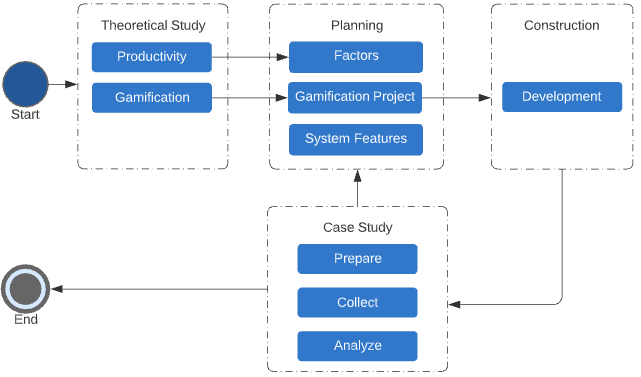 Theoretical Study
Productivity
Gamification
Planning
Factors
Gamification Project
System Features
Construction
Development
Start
Case Study
Prepare
Collect
Analyze
End